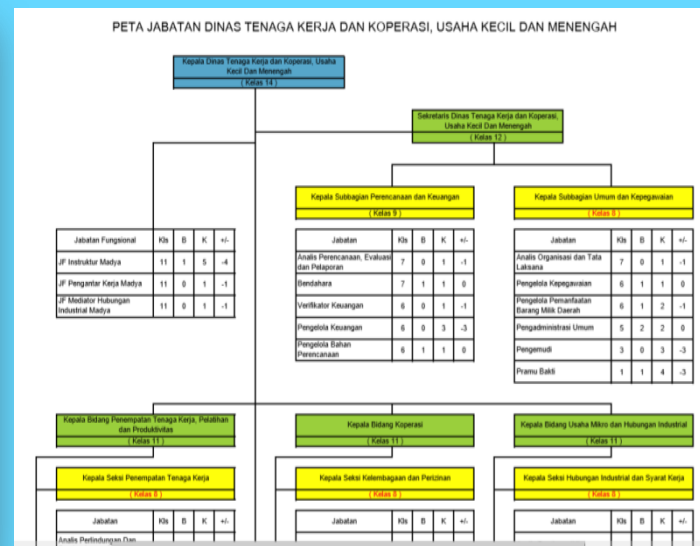 PETA JABATAN DINAS TENAGA KERJA DAN KOPERASI, USAHA KECIL DAN MENENGAH
Kepala Dinas Tenaga Kerja dan Koperasi, Usaha
Kecil Dan Menengah
( Kelas 14 )
Sekretaris Dinas Tenaga Kerja dan Koperasi,
Usaha Kecil Dan Menengah
( Kelas 12 )
Kepala Subbagian Perencanaan dan Keuangan
( Kelas 9 )
Kepala Subbagian Umum dan Kepegawaian
( Kelas 8 )
Jabatan Fungsional Kls B K +/-
JF Instruktur Madya 11 1 5 -4
JF Pengantar Kerja Madya 11 0 1 -1
JF Mediator Hubungan
Industrial Madya 11 0 1 -1
Jabatan Kls B K +/-
Analis Perencanaan, Evaluasi
dan Pelaporan 7 0 1 -1
Bendahara 7 1 1 0
Verifikator Keuangan 6 0 1 -1
Pengelola Keuangan 6 0 3 -3
Pengelola Bahan
Perencanaan 6 1 1 0
Jabatan Kls B K +/-
Analis Organisasi dan Tata
Laksana 7 0 1 -1
Pengelola Kepegawaian 6 1 1 0
Pengelola Pemanfaatan
Barang Milik Daerah 6 1 2 -1
Pengadministrasi Umum 5 2 2 0
Pengemudi 3 0 3 -3
Pramu Bakti 1 1 4 -3
Kepala Bidang Penempatan Tenaga Kerja, Pelatihan
dan Produktivitas
( Kelas 11 )
Kepala Bidang Koperasi
( Kelas 11 )
Kepala Bidang Usaha Mikro dan Hubungan Industrial
( Kelas 11 )
Kepala Seksi Penempatan Tenaga Kerja
( Kelas 8 )
Kepala Seksi Kelembagaan dan Perizinan
( Kelas 8 )
Kepala Seksi Hubungan Industrial dan Syarat Kerja
( Kelas 8 )
Jabatan Kls B K +/-
Jabatan Kls B K +/-
Jabatan Kls B K +/-
Analis Perlindungan Dan